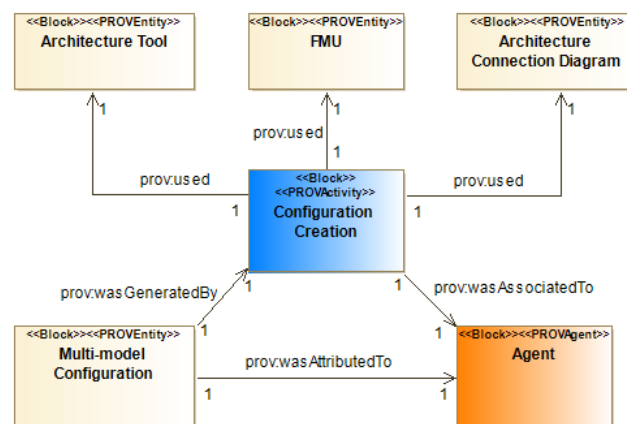 <<Block>><<PROVEntity>>
Architecture Tool
<<Block>><<PROVEntity>>
FMU
<<Block>><<PROVEntity>>
Architecture
Connection Diagram
1
1
1
prov:used
1
prov:used
prov:used
<<Block>>
<<PROVActivity>>
Configuration
Creation
1
1
prov:wasGeneratedBy
1
1
prov:wasAssociatedTo
1
1
<<Block>><<PROVEntity>>
Multi-model
Configuration
prov:wasAttributedTo
1
1
<<Block>><<PROVAgent>>
Agent